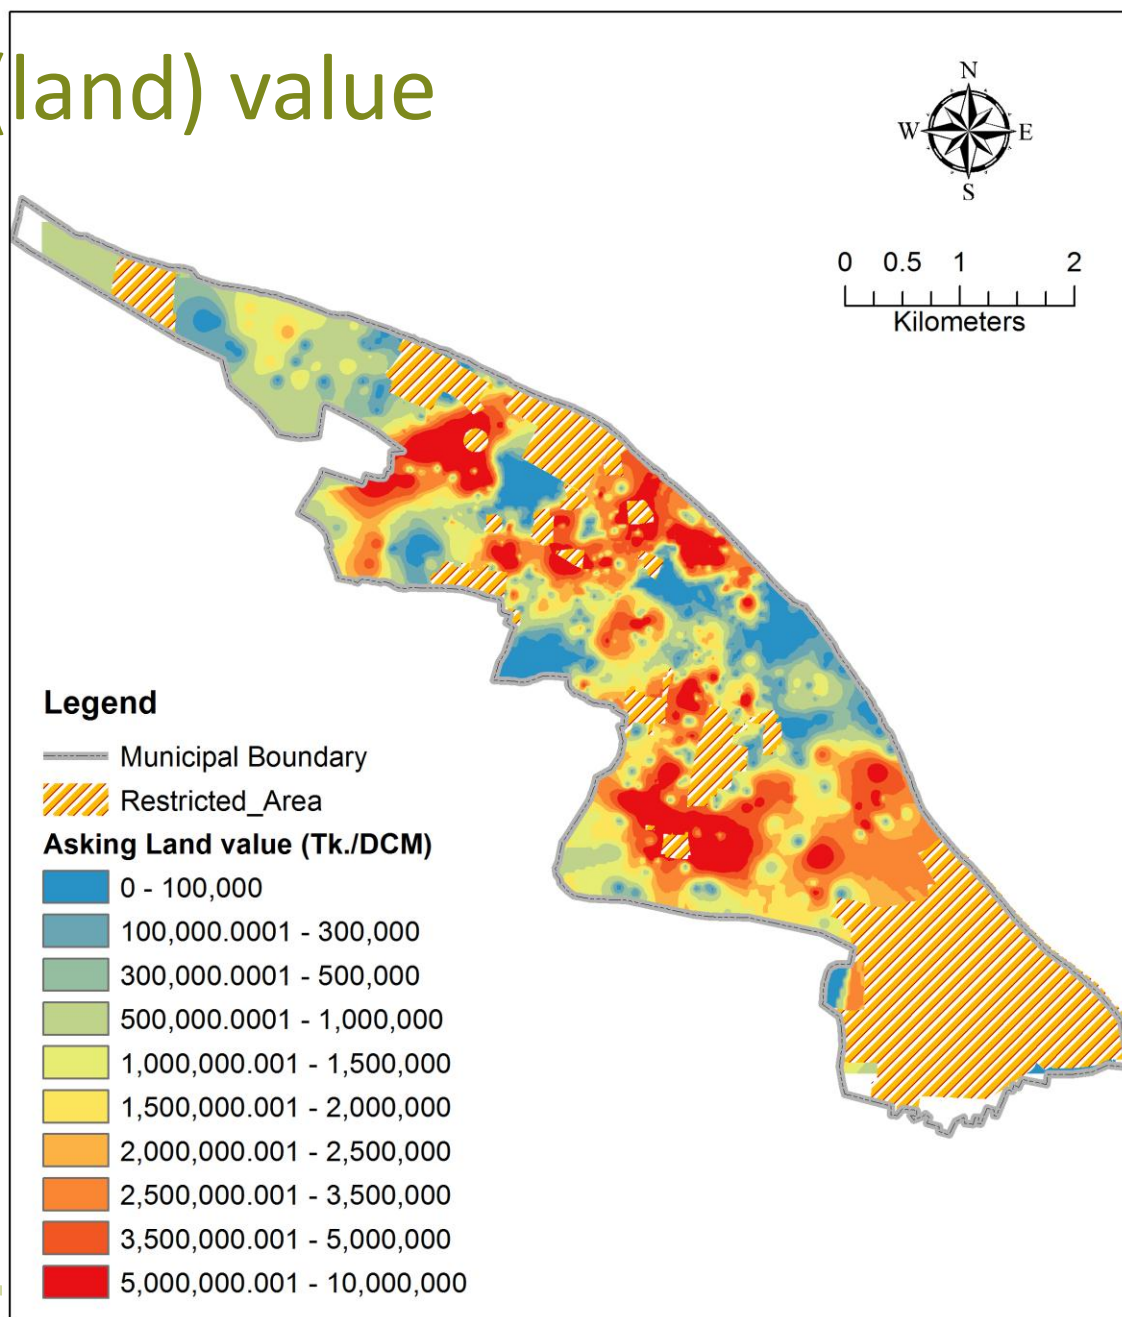 (land) value
N
W E
S
0 0.5 1 2
Kilometers
Legend
Municipal Boundary
Restricted_Area
Asking Land value (Tk./DCM)
0 - 100,000
100,000.0001 - 300,000
300,000.0001 - 500,000
500,000.0001 - 1,000,000
1,000,000.001 - 1,500,000
1,500,000.001 - 2,000,000
2,000,000.001 - 2,500,000
2,500,000.001 - 3,500,000
3,500,000.001 - 5,000,000
5,000,000.001 - 10,000,000